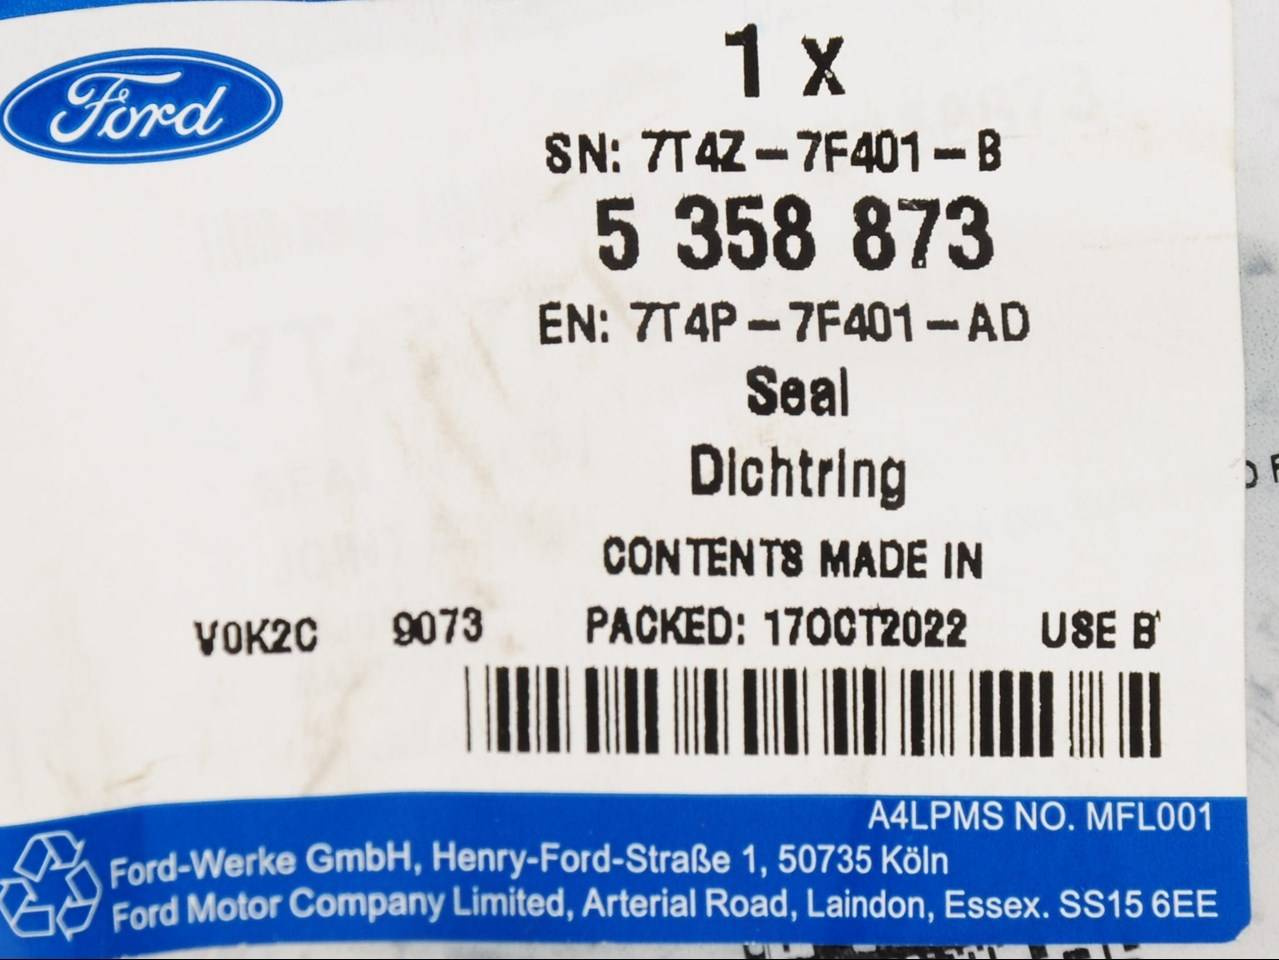 Ford
1 x
SN: 7T4Z-7F401-B
5 358 873
EN: 7T4P-7F401-AD
Seal
Dichtring
CONTENTS MADE IN
V0K2C 9073 PACKED: 17OCT2022 USE B
A4LPMS NO. MFL001
Ford-Werke GmbH, Henry-Ford-Straße 1, 50735 Köln
Ford Motor Company Limited, Arterial Road, Laindon, Essex. SS15 6EE